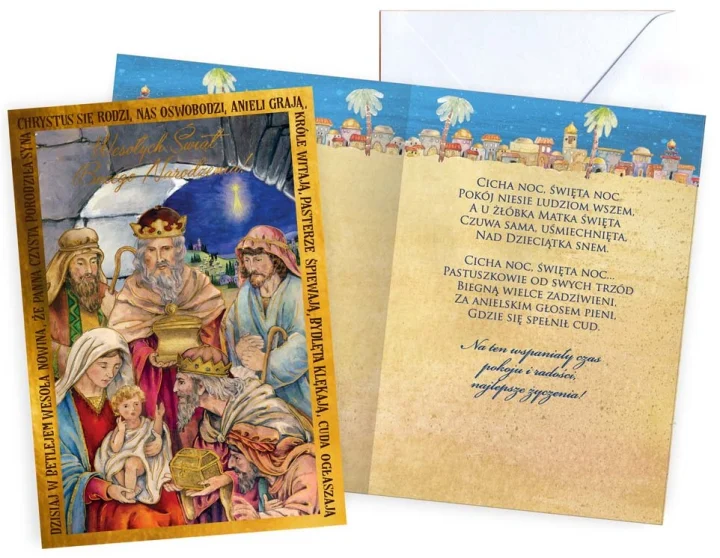 DZISIAJ W BETLEJEM WESOŁA NOWINA, ŻE PANNA CZYSTA PORODZIŁA SYNA
CHRYSTUS SIĘ RODZI, NAS OSWOBODZI, ANIELI GRAJĄ,
KRÓLE WITAJĄ, PASTERZE ŚPIEWAJĄ, BYDLĘTA KLĘKAJĄ, CUDA OGŁASZAJĄ
Wesołych Świąt
Bożego Narodzenia!
CICHA NOC, ŚWIĘTA NOC...
POKÓJ NIESIE LUDZIOM WSZEM,
A U ŻŁÓBKA MATKA ŚWIĘTA
CZUWA SAMA, UŚMIECHNIĘTA,
NAD DZIECIĄTKA SNEM.
CICHA NOC, ŚWIĘTA NOC...
PASTUSZKOWIE OD SWYCH TRZÓD
BIEGNĄ WIELCE ZADZIWIENI,
ZA ANIELSKIM GŁOSEM PIENI,
GDZIE SIĘ SPEŁNIŁ CUD.
Na ten wspaniały czas
pokoju i radości,
najlepsze życzenia!